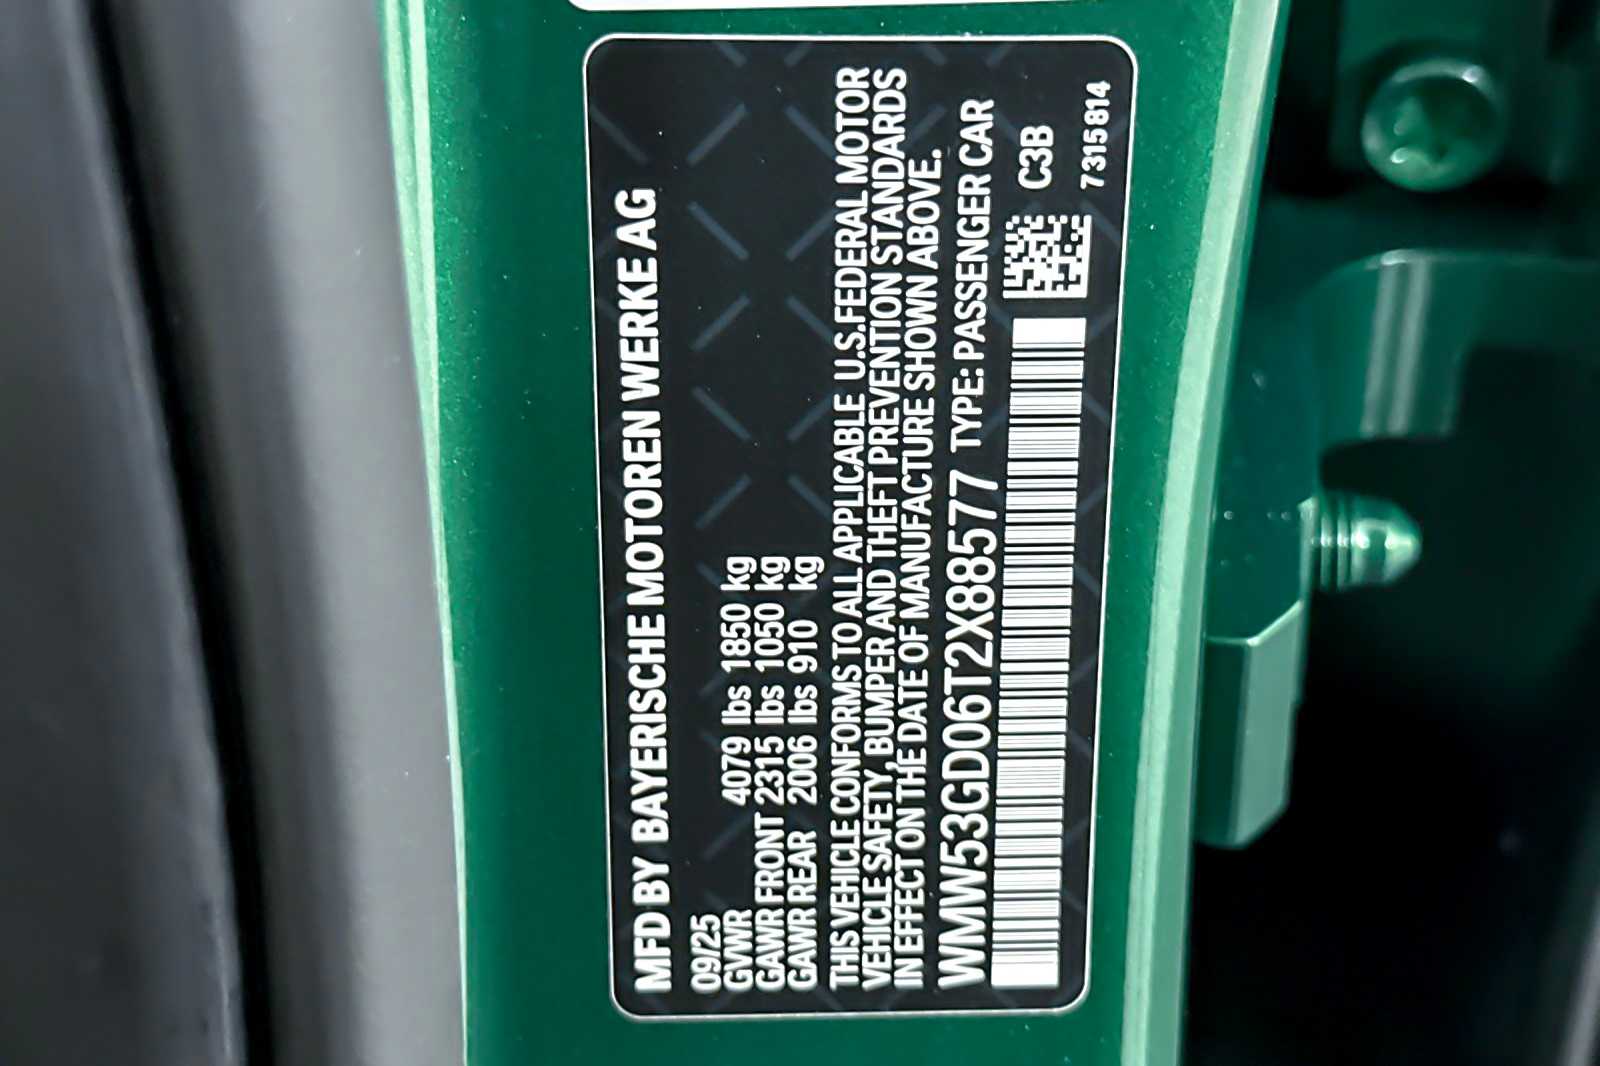 MFD BY BAYERISCHE MOTOREN WERKE AG
09/25
GVWR 4079 lbs 1850 kg
GAWR FRONT 2315 lbs 1050 kg
GAWR REAR 2006 lbs 910 kg
THIS VEHICLE CONFORMS TO ALL APPLICABLE U.S.FEDERAL MOTOR
VEHICLE SAFETY, BUMPER AND THEFT PREVENTION STANDARDS
IN EFFECT ON THE DATE OF MANUFACTURE SHOWN ABOVE.
WMW53GD06T2X88577 TYPE: PASSENGER CAR
C3B
7315814